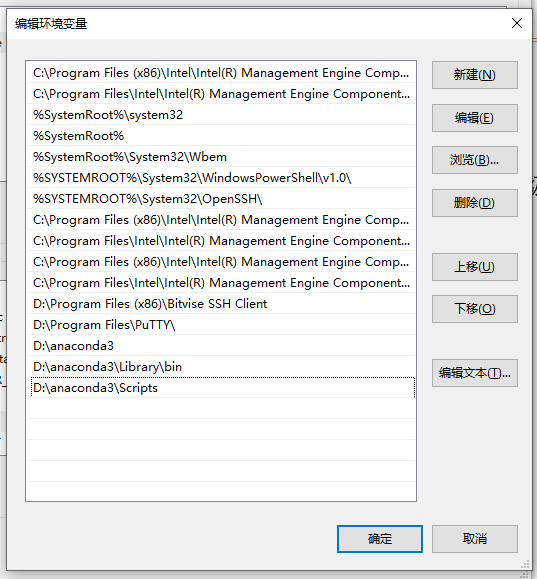 编辑环境变量
C:\Program Files (x86)\Intel\Intel(R) Management Engine Comp...
C:\Program Files\Intel\Intel(R) Management Engine Component...
%SystemRoot%\system32
%SystemRoot%
%SystemRoot%\System32\Wbem
%SYSTEMROOT%\System32\WindowsPowerShell\v1.0\
%SYSTEMROOT%\System32\OpenSSH\
C:\Program Files (x86)\Intel\Intel(R) Management Engine Comp...
C:\Program Files\Intel\Intel(R) Management Engine Component...
C:\Program Files (x86)\Intel\Intel(R) Management Engine Comp...
C:\Program Files\Intel\Intel(R) Management Engine Component...
D:\Program Files (x86)\Bitvise SSH Client
D:\Program Files\PuTTY\
D:\anaconda3
D:\anaconda3\Library\bin
D:\anaconda3\Scripts
新建(N)
编辑(E)
浏览(B)...
删除(D)
上移(U)
下移(O)
编辑文本(T)...
确定
取消